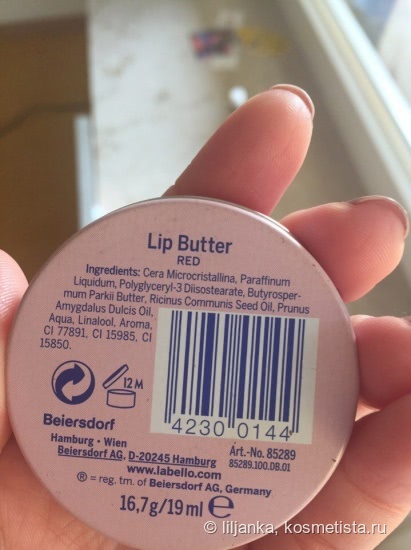 Lip Butter
RED
Ingredients: Cera Microcristallina, Paraffinum
Liquidum, Polyglyceryl-3 Diisostearate, Butyrosper-
mum Parkii Butter, Ricinus Communis Seed Oil, Prunus
Amygdalus Dulcis Oil,
Aqua, Linalool, Aroma,
CI 77891, CI 15985, CI
15850.
12 M
4230 0144
Beiersdorf
Hamburg • Wien
Beiersdorf AG, D-20245 Hamburg
www.labello.com
Art.-No. 85289
85289.100.DB.01
® = reg. tm. of Beiersdorf AG, Germany
16,7g/19ml ℮
© liljanka, kosmetista.ru